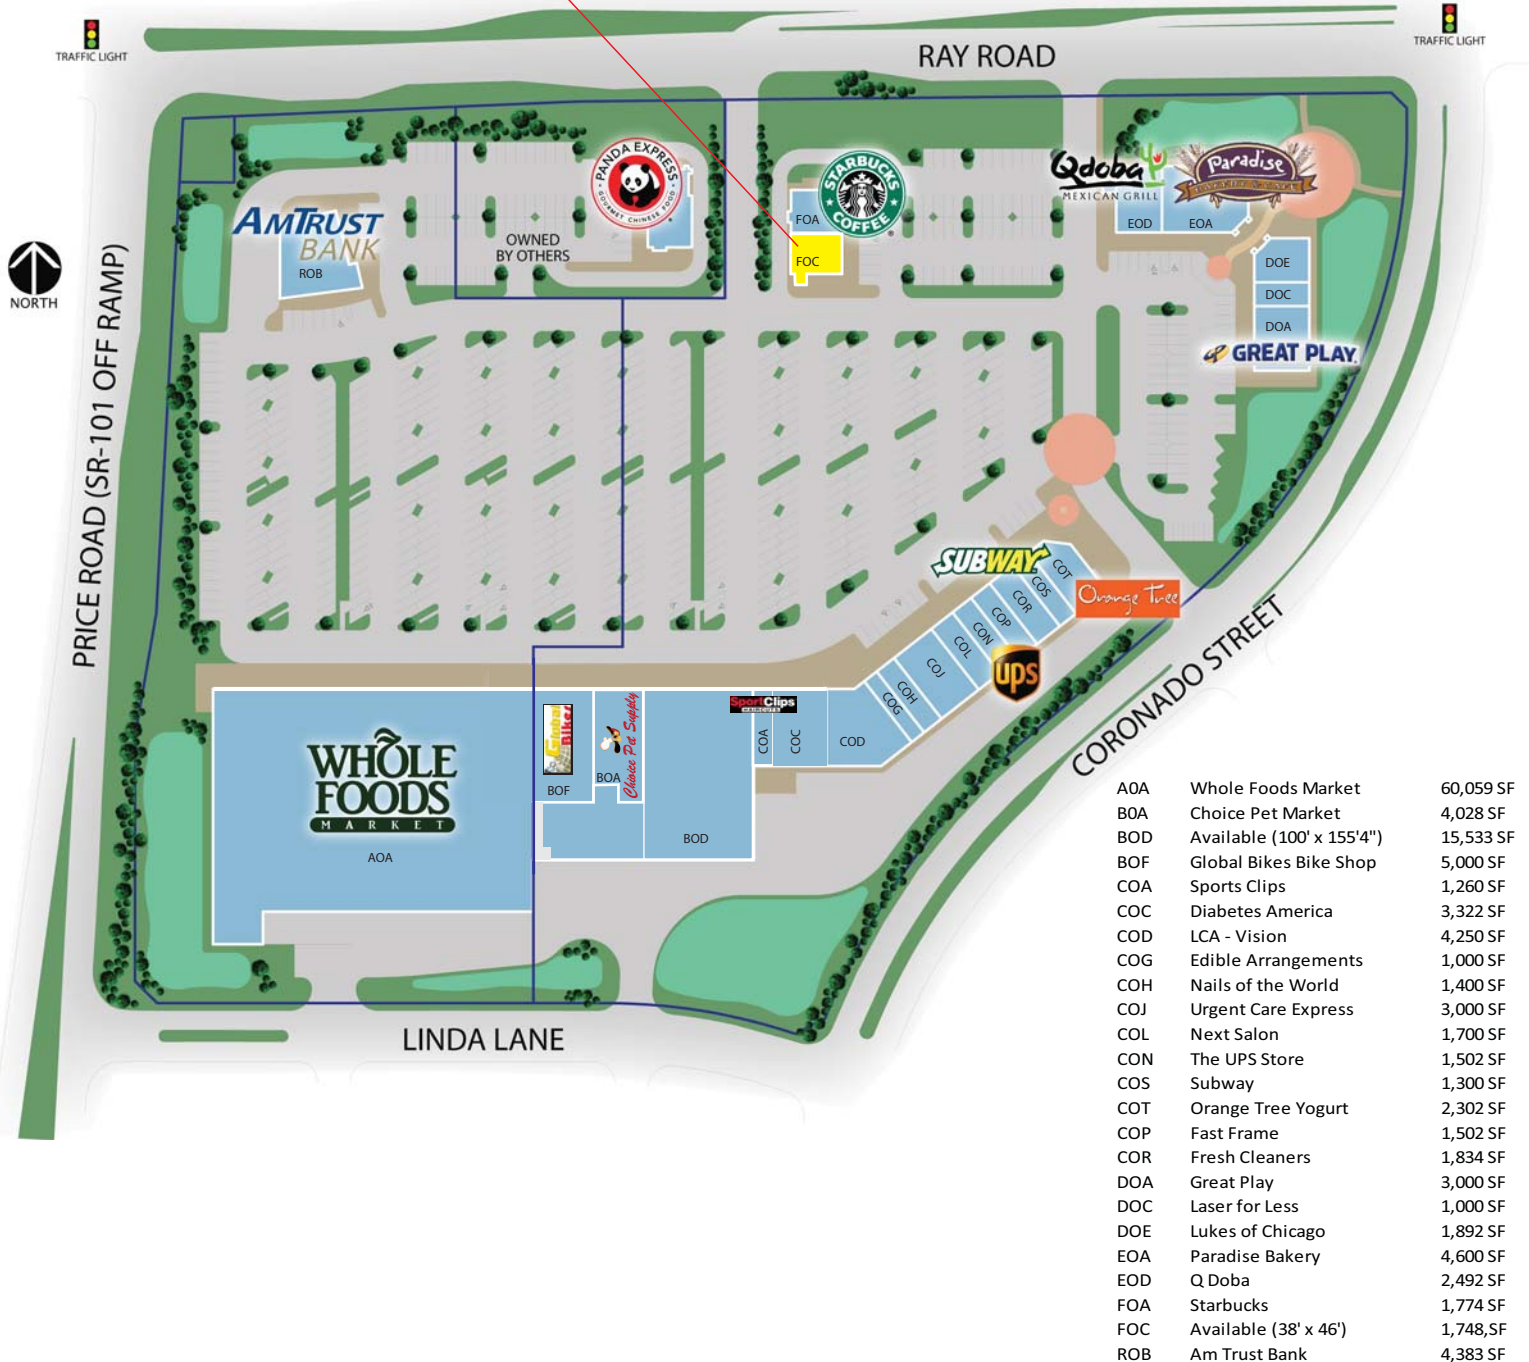 TRAFFIC LIGHT
TRAFFIC LIGHT
RAY ROAD
PANDA EXPRESS
GOURMET CHINESE FOOD
STARBUCKS
COFFEE
Qdoba
MEXICAN GRILL
Paradise
BAKERY & CAFE
AMTRUST
BANK
ROB
OWNED
BY OTHERS
FOA
FOC
EOD
EOA
DOE
DOC
DOA
GREAT PLAY
NORTH
PRICE ROAD (SR-101 OFF RAMP)
SUBWAY
COT
COS
COR
COP
CON
COL
COJ
COH
COG
Orange Tree
ups
CORONADO STREET
SportClips
HAIRCUTS
COA
COC
COD
Global
Bikes
BOF
Choice Pet Supply
BOA
BOD
WHOLE
FOODS
MARKET
AOA
LINDA LANE
A0A Whole Foods Market 60,059 SF
B0A Choice Pet Market 4,028 SF
BOD Available (100' x 155'4") 15,533 SF
BOF Global Bikes Bike Shop 5,000 SF
COA Sports Clips 1,260 SF
COC Diabetes America 3,322 SF
COD LCA - Vision 4,250 SF
COG Edible Arrangements 1,000 SF
COH Nails of the World 1,400 SF
COJ Urgent Care Express 3,000 SF
COL Next Salon 1,700 SF
CON The UPS Store 1,502 SF
COS Subway 1,300 SF
COT Orange Tree Yogurt 2,302 SF
COP Fast Frame 1,502 SF
COR Fresh Cleaners 1,834 SF
DOA Great Play 3,000 SF
DOC Laser for Less 1,000 SF
DOE Lukes of Chicago 1,892 SF
EOA Paradise Bakery 4,600 SF
EOD Q Doba 2,492 SF
FOA Starbucks 1,774 SF
FOC Available (38' x 46') 1,748,SF
ROB Am Trust Bank 4,383 SF